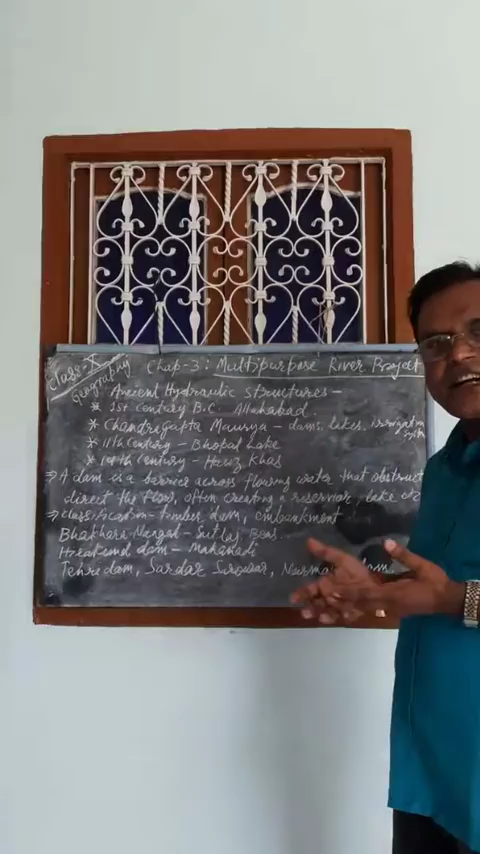 Class-X
Geography
Chap-3: Multipurpose River Project
Ancient Hydraulic structures-
* 1st Century B.C. Allahabad.
* Chandragupta Maurya - dams, lakes, irrigation
* 11th Century - Bhopal Lake
* 14th Century - Hauz Khas
⇒ A dam is a barrier across flowing water that obstruct
direct the flow, often creating a reservoir, lake or
⇒ Classification- timber dam, embankment
Bhakhara Nangal - Sutlej Beas.
Hirakund dam - Mahanadi
Tehri dam, Sardar Sarovar,